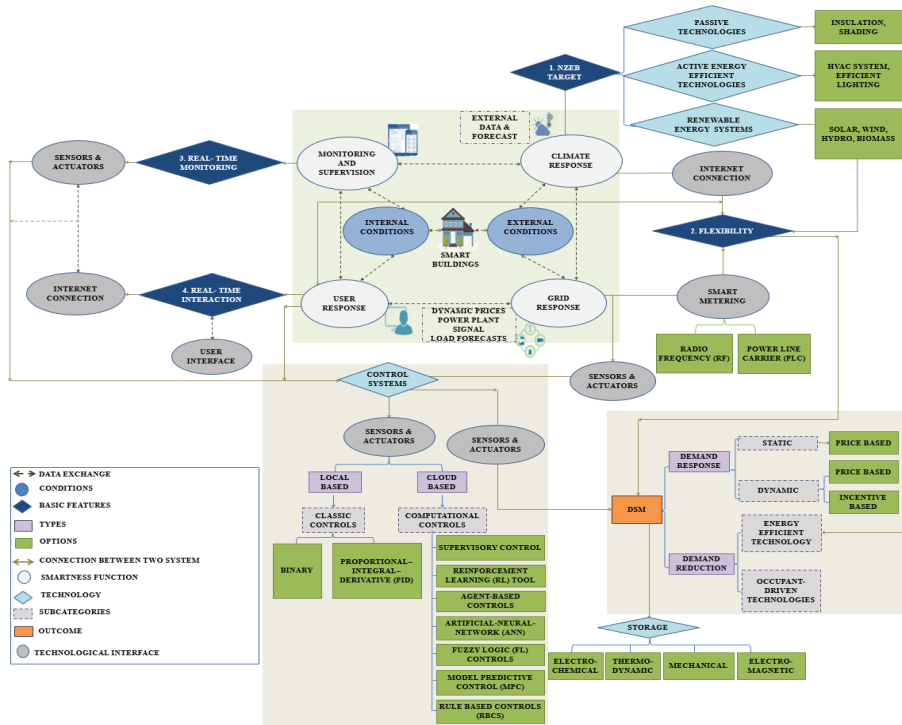 PASSIVE
TECHNOLOGIES
INSULATION,
SHADING
1. NZEB
TARGET
ACTIVE ENERGY
EFFICIENT
TECHNOLOGIES
HVAC SYSTEM,
EFFICIENT
LIGHTING
RENEWABLE
ENERGY SYSTEMS
SOLAR, WIND,
HYDRO, BIOMASS
EXTERNAL
DATA &
FORECAST
SENSORS &
ACTUATORS
3. REAL- TIME
MONITORING
MONITORING
AND
SUPERVISION
CLIMATE
RESPONSE
INTERNET
CONNECTION
INTERNAL
CONDITIONS
EXTERNAL
CONDITIONS
SMART
BUILDINGS
2. FLEXIBILITY
INTERNET
CONNECTION
4. REAL- TIME
INTERACTION
USER
RESPONSE
GRID
RESPONSE
SMART
METERING
DYNAMIC PRICES
POWER PLANT
SIGNAL
LOAD FORECASTS
USER
INTERFACE
RADIO
FREQUENCY (RF)
POWER LINE
CARRIER (PLC)
CONTROL
SYSTEMS
SENSORS &
ACTUATORS
SENSORS &
ACTUATORS
SENSORS &
ACTUATORS
LOCAL
BASED
CLOUD
BASED
CLASSIC
CONTROLS
COMPUTATIONAL
CONTROLS
BINARY
PROPORTIONAL–
INTEGRAL–
DERIVATIVE (PID)
SUPERVISORY CONTROL
REINFORCEMENT
LEARNING (RL) TOOL
AGENT-BASED
CONTROLS
ARTIFICIAL-NEURAL-
NETWORK (ANN)
FUZZY LOGIC (FL)
CONTROLS
MODEL PREDICTIVE
CONTROL (MPC)
RULE BASED CONTROLS
(RBCS)
DSM
DEMAND
RESPONSE
STATIC
PRICE BASED
DYNAMIC
PRICE BASED
INCENTIVE
BASED
DEMAND
REDUCTION
ENERGY
EFFICIENT
TECHNOLOGY
OCCUPANT-
DRIVEN
TECHNOLOGIES
STORAGE
ELECTRO-
CHEMICAL
THERMO-
DYNAMIC
MECHANICAL
ELECTRO-
MAGNETIC
DATA EXCHANGE
CONDITIONS
BASIC FEATURES
TYPES
OPTIONS
CONNECTION BETWEEN TWO SYSTEM
SMARTNESS FUNCTION
TECHNOLOGY
SUBCATEGORIES
OUTCOME
TECHNOLOGICAL INTERFACE